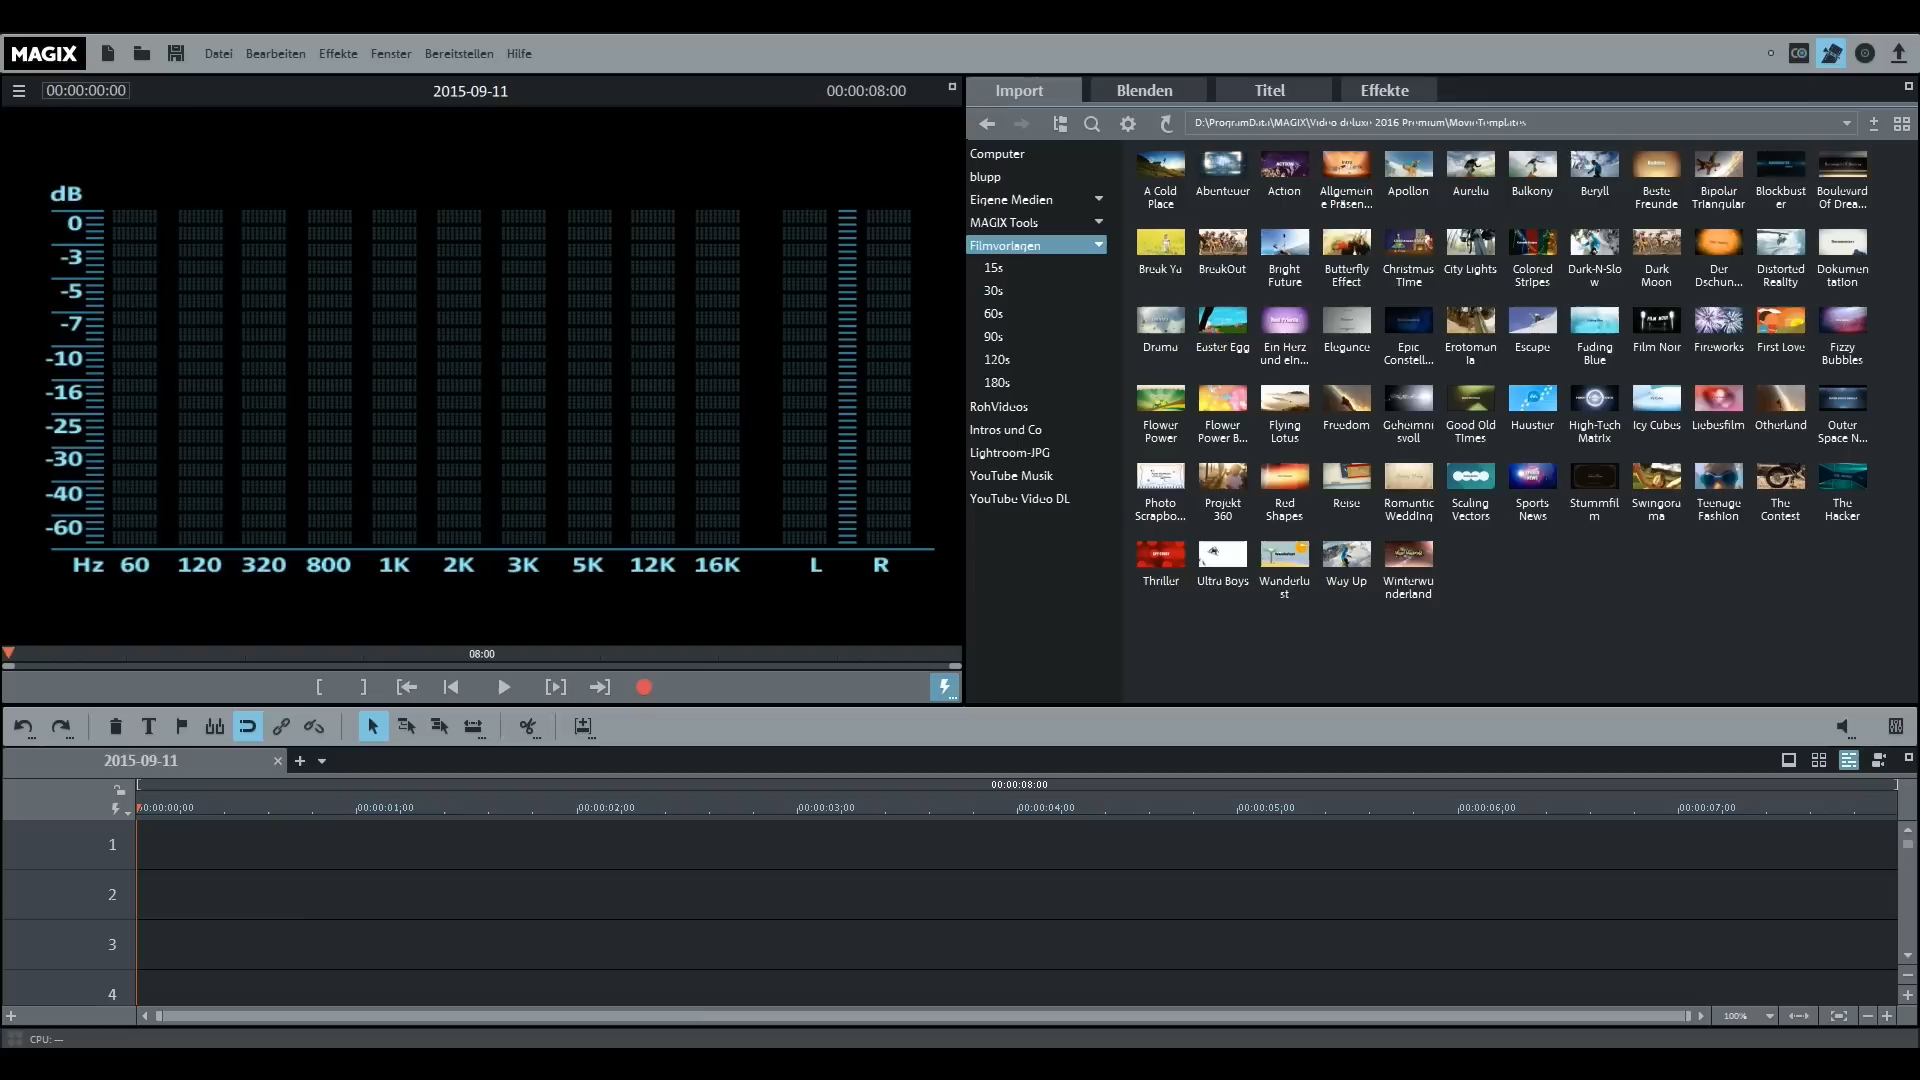 MAGIX
Datei Bearbeiten Effekte Fenster Bereitstellen Hilfe
00:00:00:00 2015-09-11 00:00:08:00
Import Blenden Titel Effekte
D:\ProgramData\MAGIX\Video deluxe 2016 Premium\MovieTemplates
Computer
blupp
Eigene Medien
MAGIX Tools
Filmvorlagen
15s
30s
60s
90s
120s
180s
RohVideos
Intros und Co
Lightroom-JPG
YouTube Musik
YouTube Video DL
A Cold Place
Abenteuer
Action
Allgemeine Präsen...
Apollon
Aurelia
Balkony
Beryll
Beste Freunde
Bipolar Triangular
Blockbuster
Boulevard Of Drea...
Break Ya
BreakOut
Bright Future
Butterfly Effect
Christmas Time
City Lights
Colored Stripes
Dark-N-Slow
Dark Moon
Der Dschun...
Distorted Reality
Dokumentation
Drama
Easter Egg
Ein Herz und ein...
Elegance
Epic Constell...
Erotomania
Escape
Fading Blue
Film Noir
Fireworks
First Love
Fizzy Bubbles
Flower Power
Flower Power B...
Flying Lotus
Freedom
Geheimnisvoll
Good Old Times
Haustier
High-Tech Matrix
Icy Cubes
Liebesfilm
Otherland
Outer Space N...
Photo Scrapbo...
Projekt 360
Red Shapes
Reise
Romantic Wedding
Scaling Vectors
Sports News
Stummfilm
Swingorama
Teenage Fashion
The Contest
The Hacker
Thriller
Ultra Boys
Wanderlust
Way Up
Winterwunderland
dB
0
-3
-5
-7
-10
-16
-25
-30
-40
-60
Hz 60 120 320 800 1K 2K 3K 5K 12K 16K L R
08:00
2015-09-11
00:00:08:00
00:00:00;00 00:00:01;00 00:00:02;00 00:00:03;00 00:00:04;00 00:00:05;00 00:00:06;00 00:00:07;00
1
2
3
4
100%
CPU: —